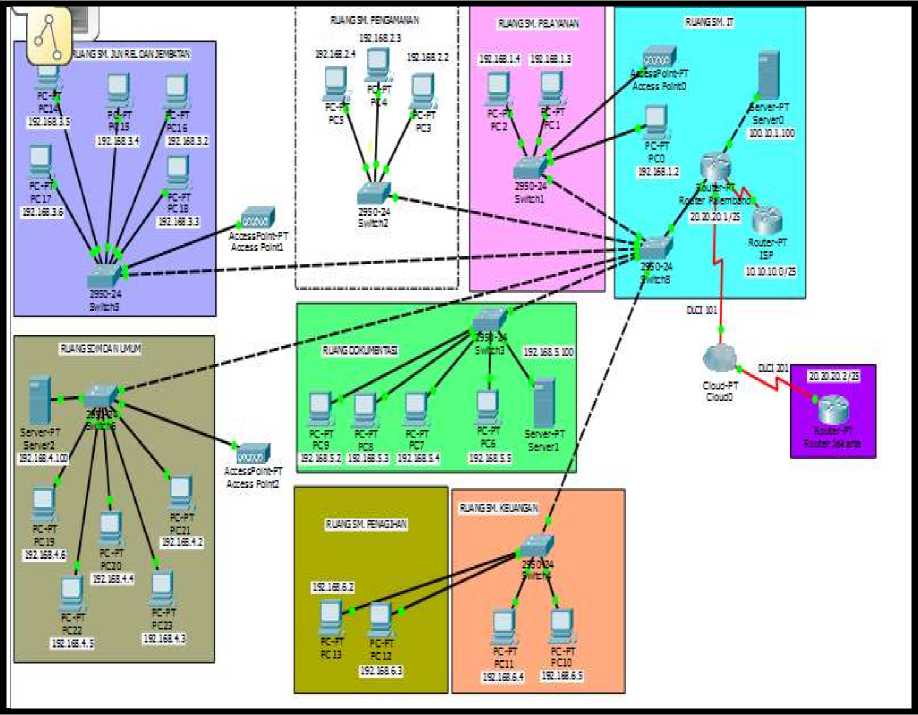 RUANG SM. JLN REL DAN JEMBATAN
PC-PT
PC14
192.168.3.5
PC-PT
PC15
192.168.3.4
PC-PT
PC16
192.168.3.2
PC-PT
PC17
192.168.3.6
PC-PT
PC18
192.168.3.3
2950-24
AccessPoint-PT
Access Point1
RUANG SM. PENGAMANAN
192.168.2.4
192.168.2.3
192.168.2.2
PC-PT
PC-PT
PC4
PC-PT
PC3
2950-24
Switch2
RUANG SM. PELAYANAN
192.168.1.4
192.168.1.3
PC-PT
PC2
PC-PT
PC1
2950-24
Switch1
RUANG SM. IT
AccessPoint-PT
Access Point0
PC-PT
PC0
192.168.1.2
Server-PT
Server0
100.10.1.100
Router-PT
Router Palembang
20.20.20.1/25
Router-PT
ISP
10.10.10.0/25
2950-24
DLCI 101
Cloud-PT
Cloud0
DLCI 201
20.20.20.2/25
Router-PT
Router Jakarta
RUANG SDM DAN UMUM
Server-PT
Server2
192.168.4.100
2950-24
AccessPoint-PT
Access Point2
PC-PT
PC19
192.168.4.6
PC-PT
PC20
192.168.4.4
PC-PT
PC21
192.168.4.2
PC-PT
PC22
192.168.4.5
PC-PT
PC23
192.168.4.3
RUANG DOKUMENTASI
2950-24
Switch3
192.168.5.100
PC-PT
PC9
192.168.5.2
PC-PT
PC8
192.168.5.3
PC-PT
PC7
192.168.5.4
PC-PT
PC6
192.168.5.5
Server-PT
Server1
RUANG SM. PENAGIHAN
192.168.6.2
PC-PT
PC13
PC-PT
PC12
192.168.6.3
RUANG SM. KEUANGAN
2950-24
Switch4
PC-PT
PC11
192.168.6.4
PC-PT
PC10
192.168.6.5